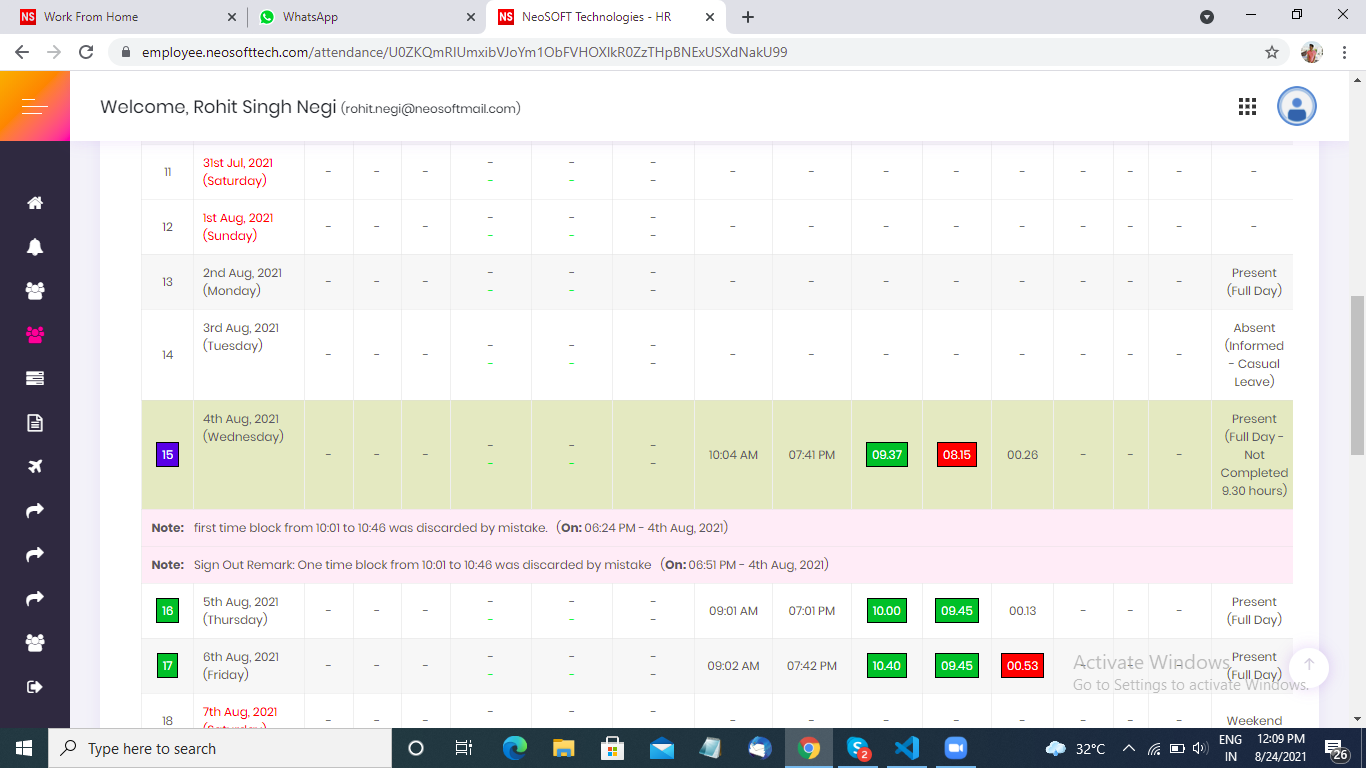 NS Work From Home
WhatsApp
NS NeoSOFT Technologies - HR
employee.neosofttech.com/attendance/U0ZKQmRlUmxibVJoYm1ObFVHOXlkR0ZzTHpBNExUSXdNakU99
Welcome, Rohit Singh Negi (rohit.negi@neosoftmail.com)
11 31st Jul, 2021 - - - - - - - - - - - - - - -
(Saturday) - - -
12 1st Aug, 2021 - - - - - - - - - - - - - - -
(Sunday) - - -
13 2nd Aug, 2021 - - - - - - - - - - - - - - Present
(Monday) - - - (Full Day)
14 3rd Aug, 2021 - - - - - - - - - - - - - - Absent
(Tuesday) - - - (Informed
- Casual
Leave)
15 4th Aug, 2021 - - - - - - 10:04 AM 07:41 PM 09.37 08.15 00.26 - - - Present
(Wednesday) - - - (Full Day -
Not
Completed
9.30 hours)
Note: first time block from 10:01 to 10:46 was discarded by mistake. (On: 06:24 PM - 4th Aug, 2021)
Note: Sign Out Remark: One time block from 10:01 to 10:46 was discarded by mistake (On: 06:51 PM - 4th Aug, 2021)
16 5th Aug, 2021 - - - - - - 09:01 AM 07:01 PM 10.00 09.45 00.13 - - - Present
(Thursday) - - - (Full Day)
17 6th Aug, 2021 - - - - - - 09:02 AM 07:42 PM 10.40 09.45 00.53 - - - Present
(Friday) - - - (Full Day)
Activate Windows
Go to Settings to activate Windows.
18 7th Aug, 2021 - - - - - - - - - - - - - - Weekend
(Saturday) - - -
Type here to search
2
32°C
ENG
IN
12:09 PM
8/24/2021
26